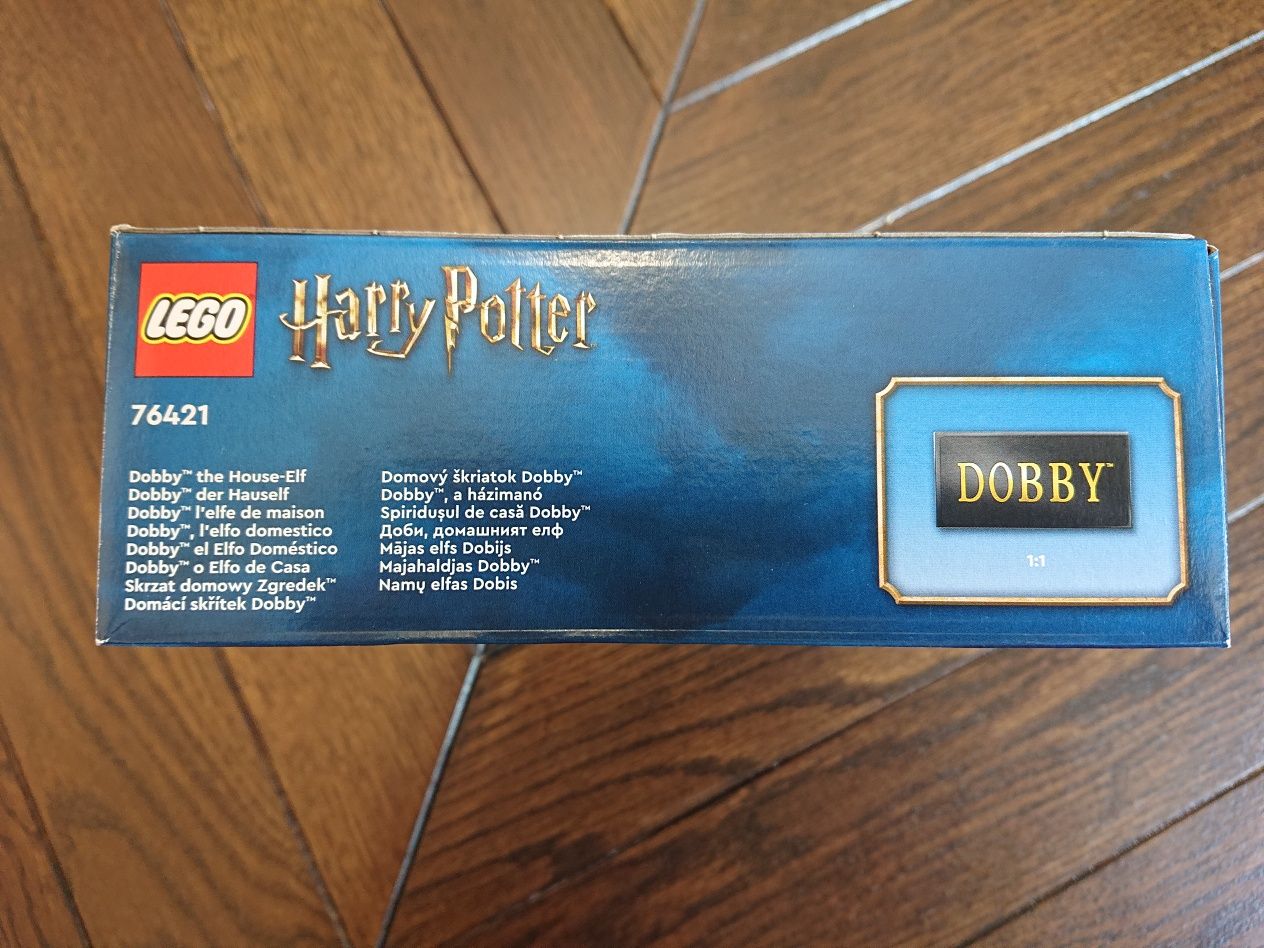 LEGO
Harry Potter
76421
Dobby™ the House-Elf
Dobby™ der Hauself
Dobby™ l'elfe de maison
Dobby™, l'elfo domestico
Dobby™ el Elfo Doméstico
Dobby™ o Elfo de Casa
Skrzat domowy Zgredek™
Domácí skřítek Dobby™
Domový škriatok Dobby™
Dobby™, a házimanó
Spiridușul de casă Dobby™
Доби, домашният елф
Mājas elfs Dobijs
Majahaldjas Dobby™
Namų elfas Dobis
DOBBY™
1:1